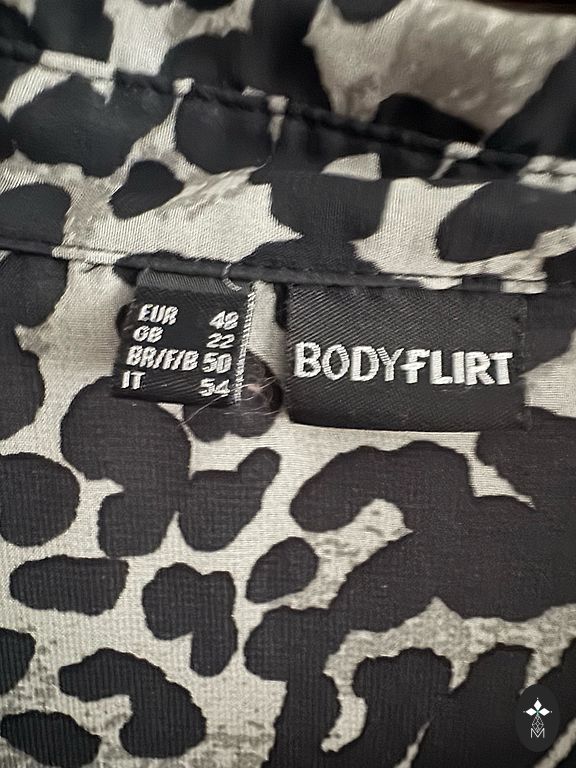 EUR 48
GB 22
BR/F/B 50
IT 54
BODYFLIRT
M